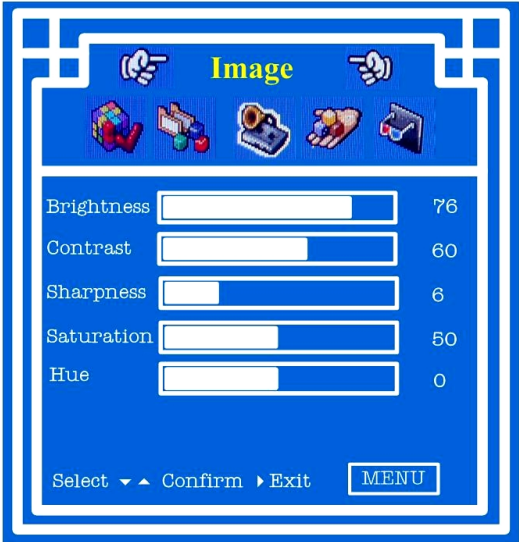 Image
Brightness 76
Contrast 60
Sharpness 6
Saturation 50
Hue 0
Select ▾ ▴ Confirm ▸ Exit MENU